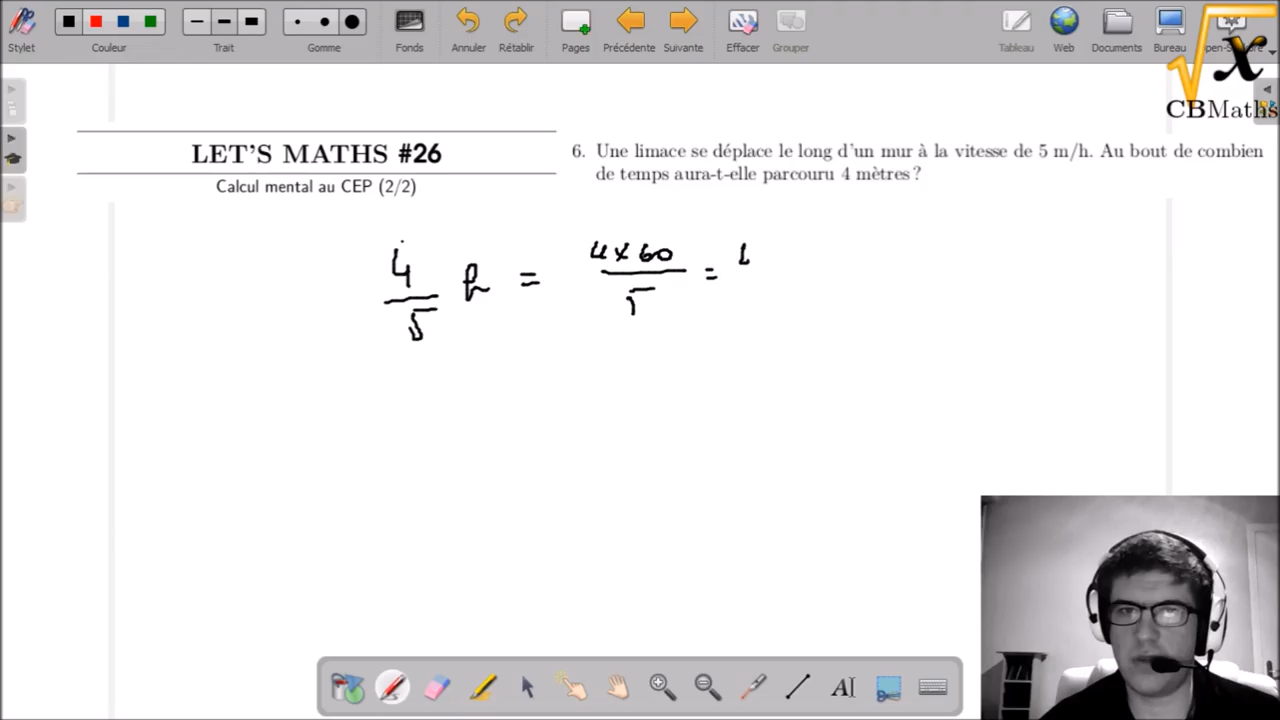 Stylet Couleur Trait Gomme Fonds Annuler Rétablir Pages Précédente Suivante Effacer Grouper Tableau Web Documents Bureau
x
CBMaths
LET'S MATHS #26
Calcul mental au CEP (2/2)
6. Une limace se déplace le long d'un mur à la vitesse de 5 m/h. Au bout de combien
de temps aura-t-elle parcouru 4 mètres ?
4/5 h = 4 x 60/5 =
AI